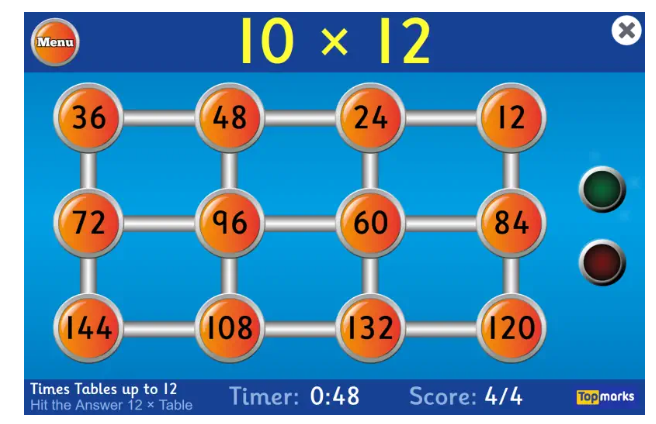 Menu
10 × 12
36 48 24 12
72 96 60 84
144 108 132 120
Times Tables up to 12
Hit the Answer 12 × Table
Timer: 0:48
Score: 4/4
Topmarks